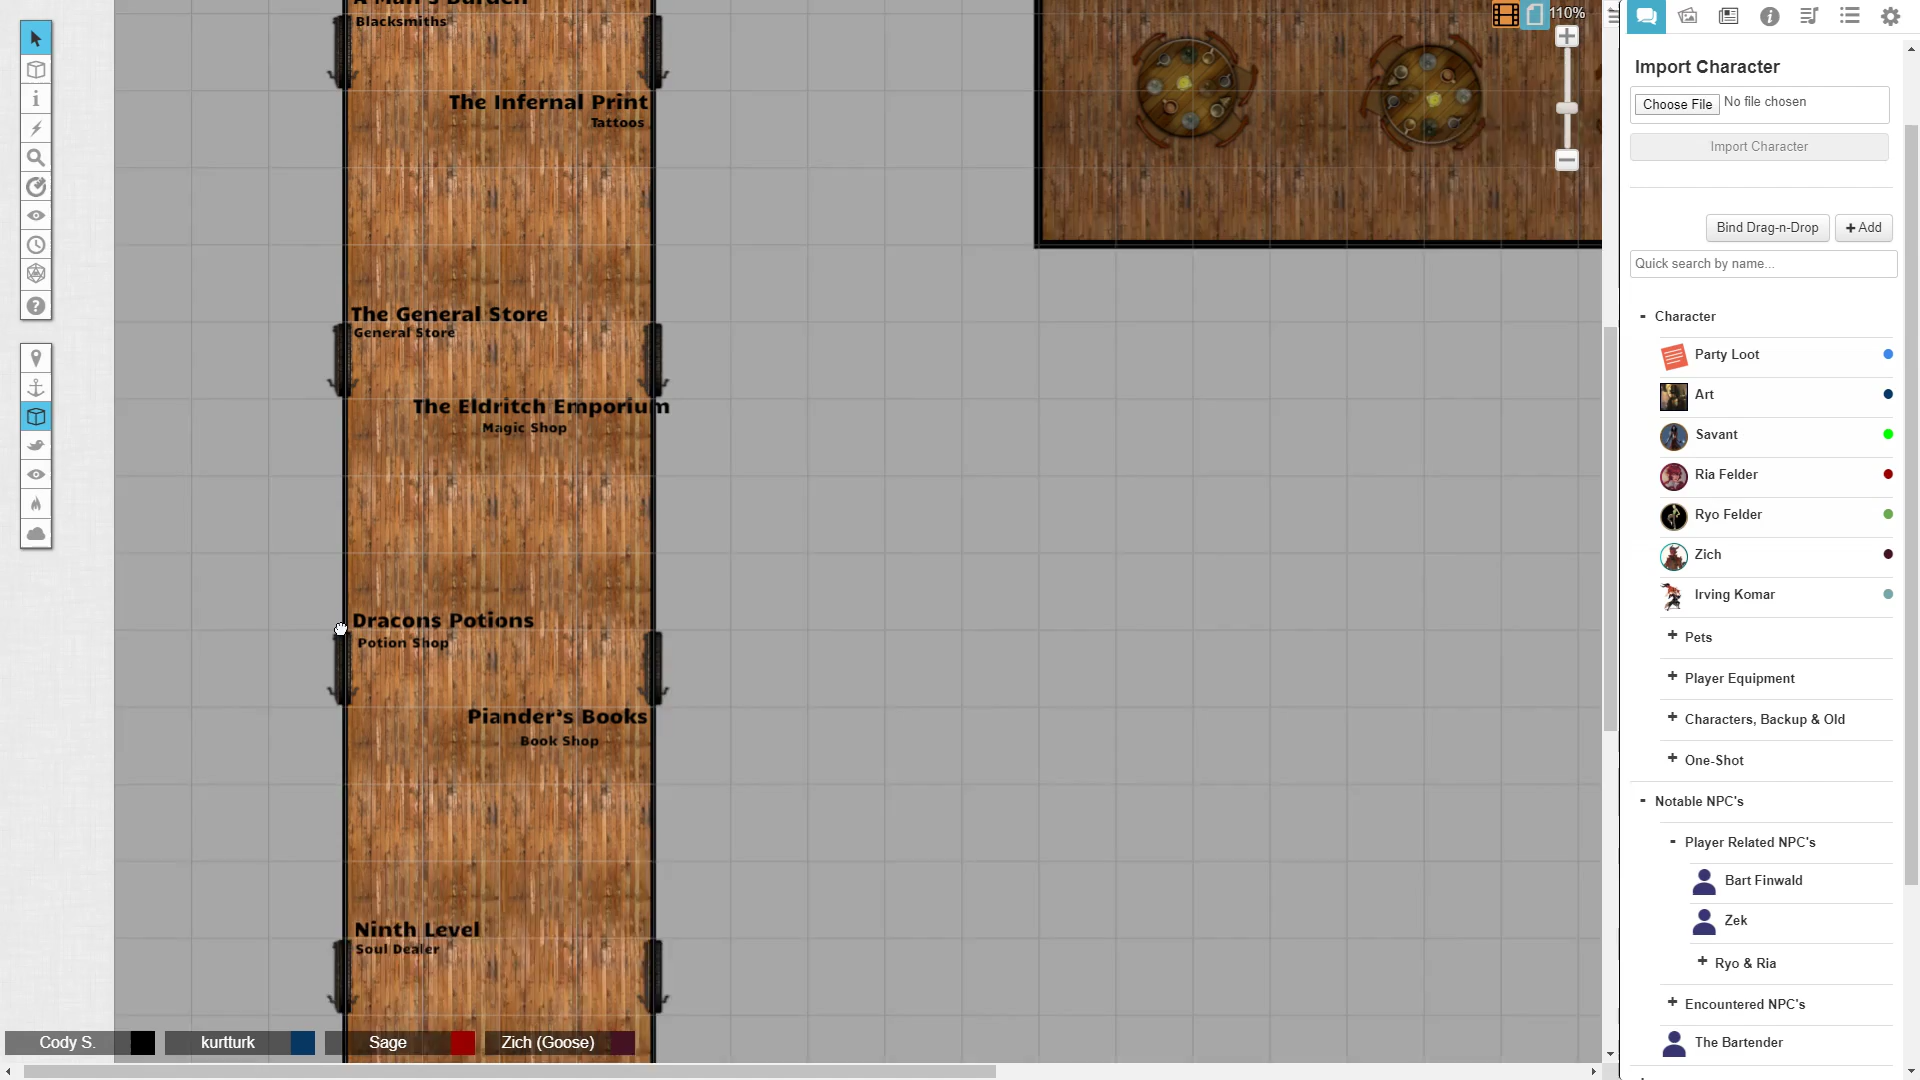 A Man's Burden
Blacksmiths
The Infernal Print
Tattoos
The General Store
General Store
The Eldritch Emporium
Magic Shop
Dracons Potions
Potion Shop
Piander's Books
Book Shop
Ninth Level
Soul Dealer
110%
Cody S.
kurtturk
Sage
Zich (Goose)
Import Character
Choose File No file chosen
Import Character
Bind Drag-n-Drop
+ Add
Quick search by name...
- Character
Party Loot
Art
Savant
Ria Felder
Ryo Felder
Zich
Irving Komar
+ Pets
+ Player Equipment
+ Characters, Backup & Old
+ One-Shot
- Notable NPC's
- Player Related NPC's
Bart Finwald
Zek
+ Ryo & Ria
+ Encountered NPC's
The Bartender